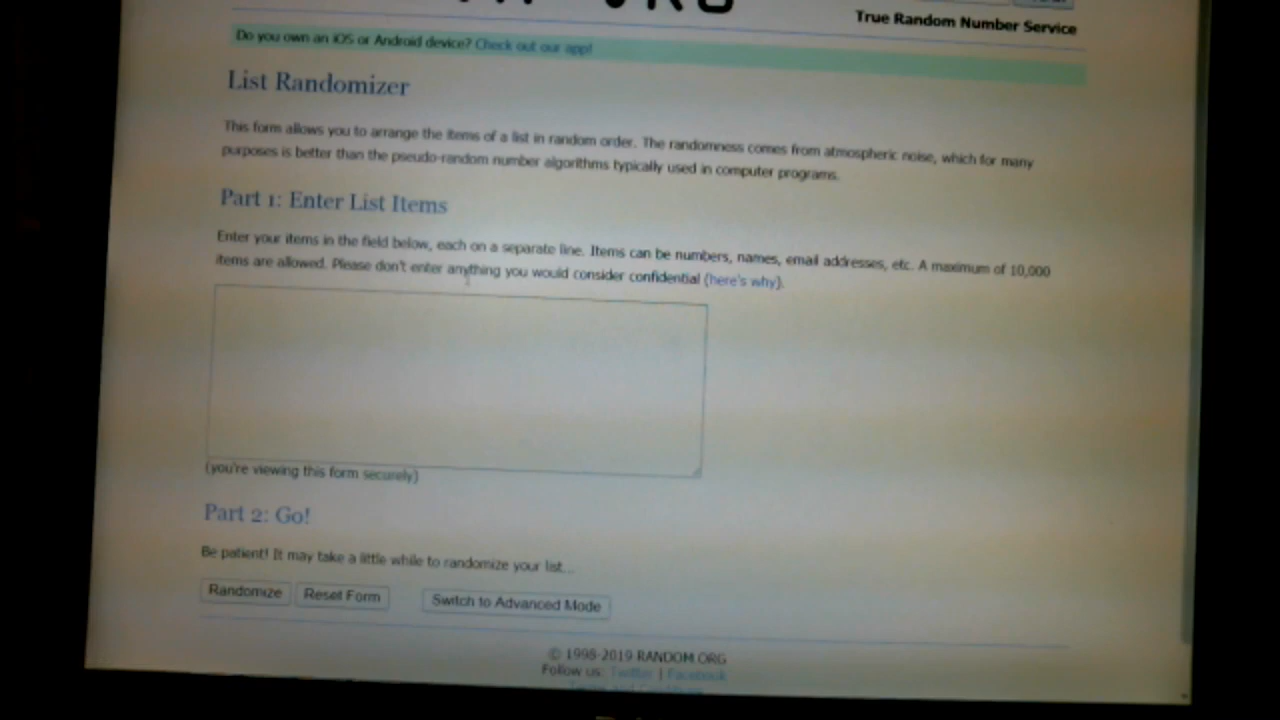 True Random Number Service
Do you own an iOS or Android device? Check out our app!
List Randomizer
This form allows you to arrange the items of a list in random order. The randomness comes from atmospheric noise, which for many
purposes is better than the pseudo-random number algorithms typically used in computer programs.
Part 1: Enter List Items
Enter your items in the field below, each on a separate line. Items can be numbers, names, email addresses, etc. A maximum of 10,000
items are allowed. Please don't enter anything you would consider confidential (here's why).
(you're viewing this form securely)
Part 2: Go!
Be patient! It may take a little while to randomize your list...
Randomize Reset Form Switch to Advanced Mode
© 1998-2019 RANDOM.ORG
Follow us: Twitter | Facebook